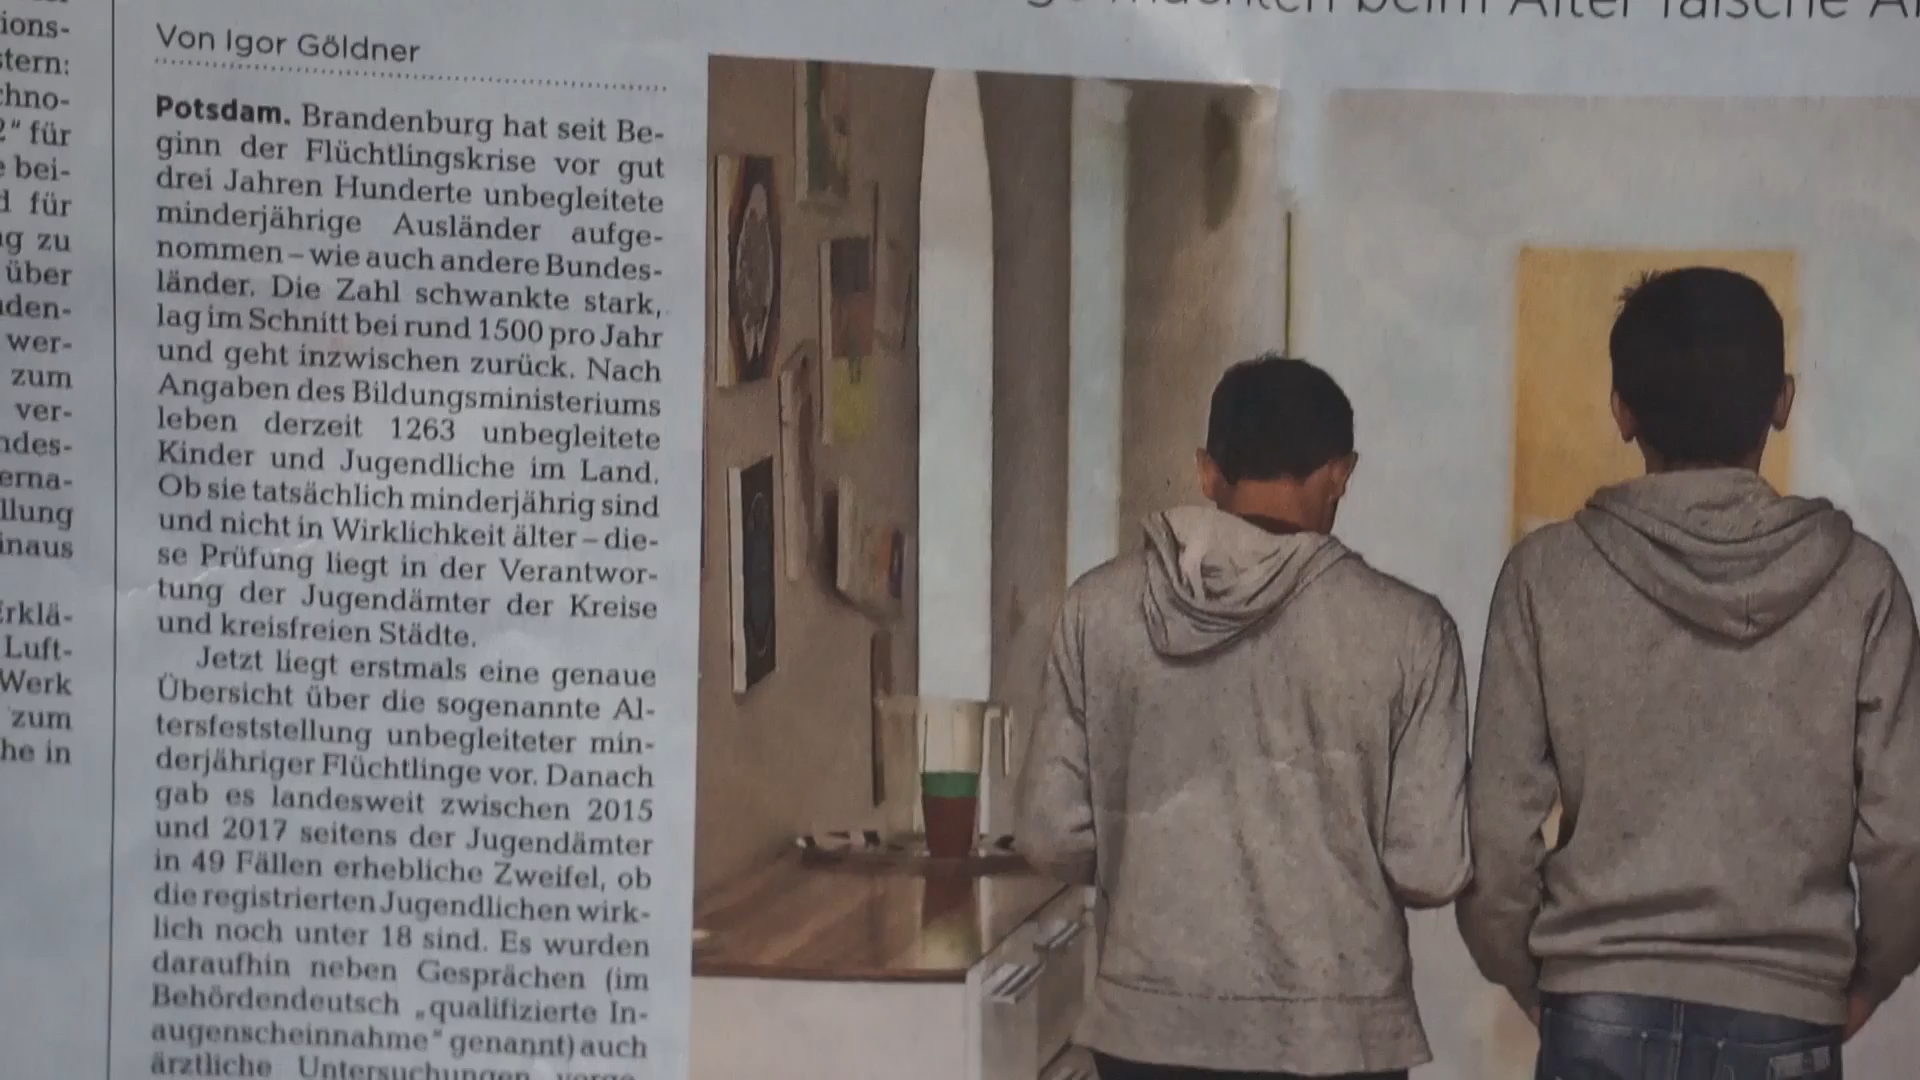 beim Alter falsche
ions-
stern:
chno-
2“ für
bei-
für
zu
über
den-
wer-
zum
ver-
ndes-
erna-
llung
inaus
Erklä-
Luft-
Werk
zum
he in
Von Igor Göldner
Potsdam. Brandenburg hat seit Be-
ginn der Flüchtlingskrise vor gut
drei Jahren Hunderte unbegleitete
minderjährige Ausländer aufge-
nommen – wie auch andere Bundes-
länder. Die Zahl schwankte stark,
lag im Schnitt bei rund 1500 pro Jahr
und geht inzwischen zurück. Nach
Angaben des Bildungsministeriums
leben derzeit 1263 unbegleitete
Kinder und Jugendliche im Land.
Ob sie tatsächlich minderjährig sind
und nicht in Wirklichkeit älter – die-
se Prüfung liegt in der Verantwor-
tung der Jugendämter der Kreise
und kreisfreien Städte.
Jetzt liegt erstmals eine genaue
Übersicht über die sogenannte Al-
tersfeststellung unbegleiteter min-
derjähriger Flüchtlinge vor. Danach
gab es landesweit zwischen 2015
und 2017 seitens der Jugendämter
in 49 Fällen erhebliche Zweifel, ob
die registrierten Jugendlichen wirk-
lich noch unter 18 sind. Es wurden
daraufhin neben Gesprächen (im
Behördendeutsch „qualifizierte In-
augenscheinnahme“ genannt) auch
ärztliche Untersuchungen vorge-